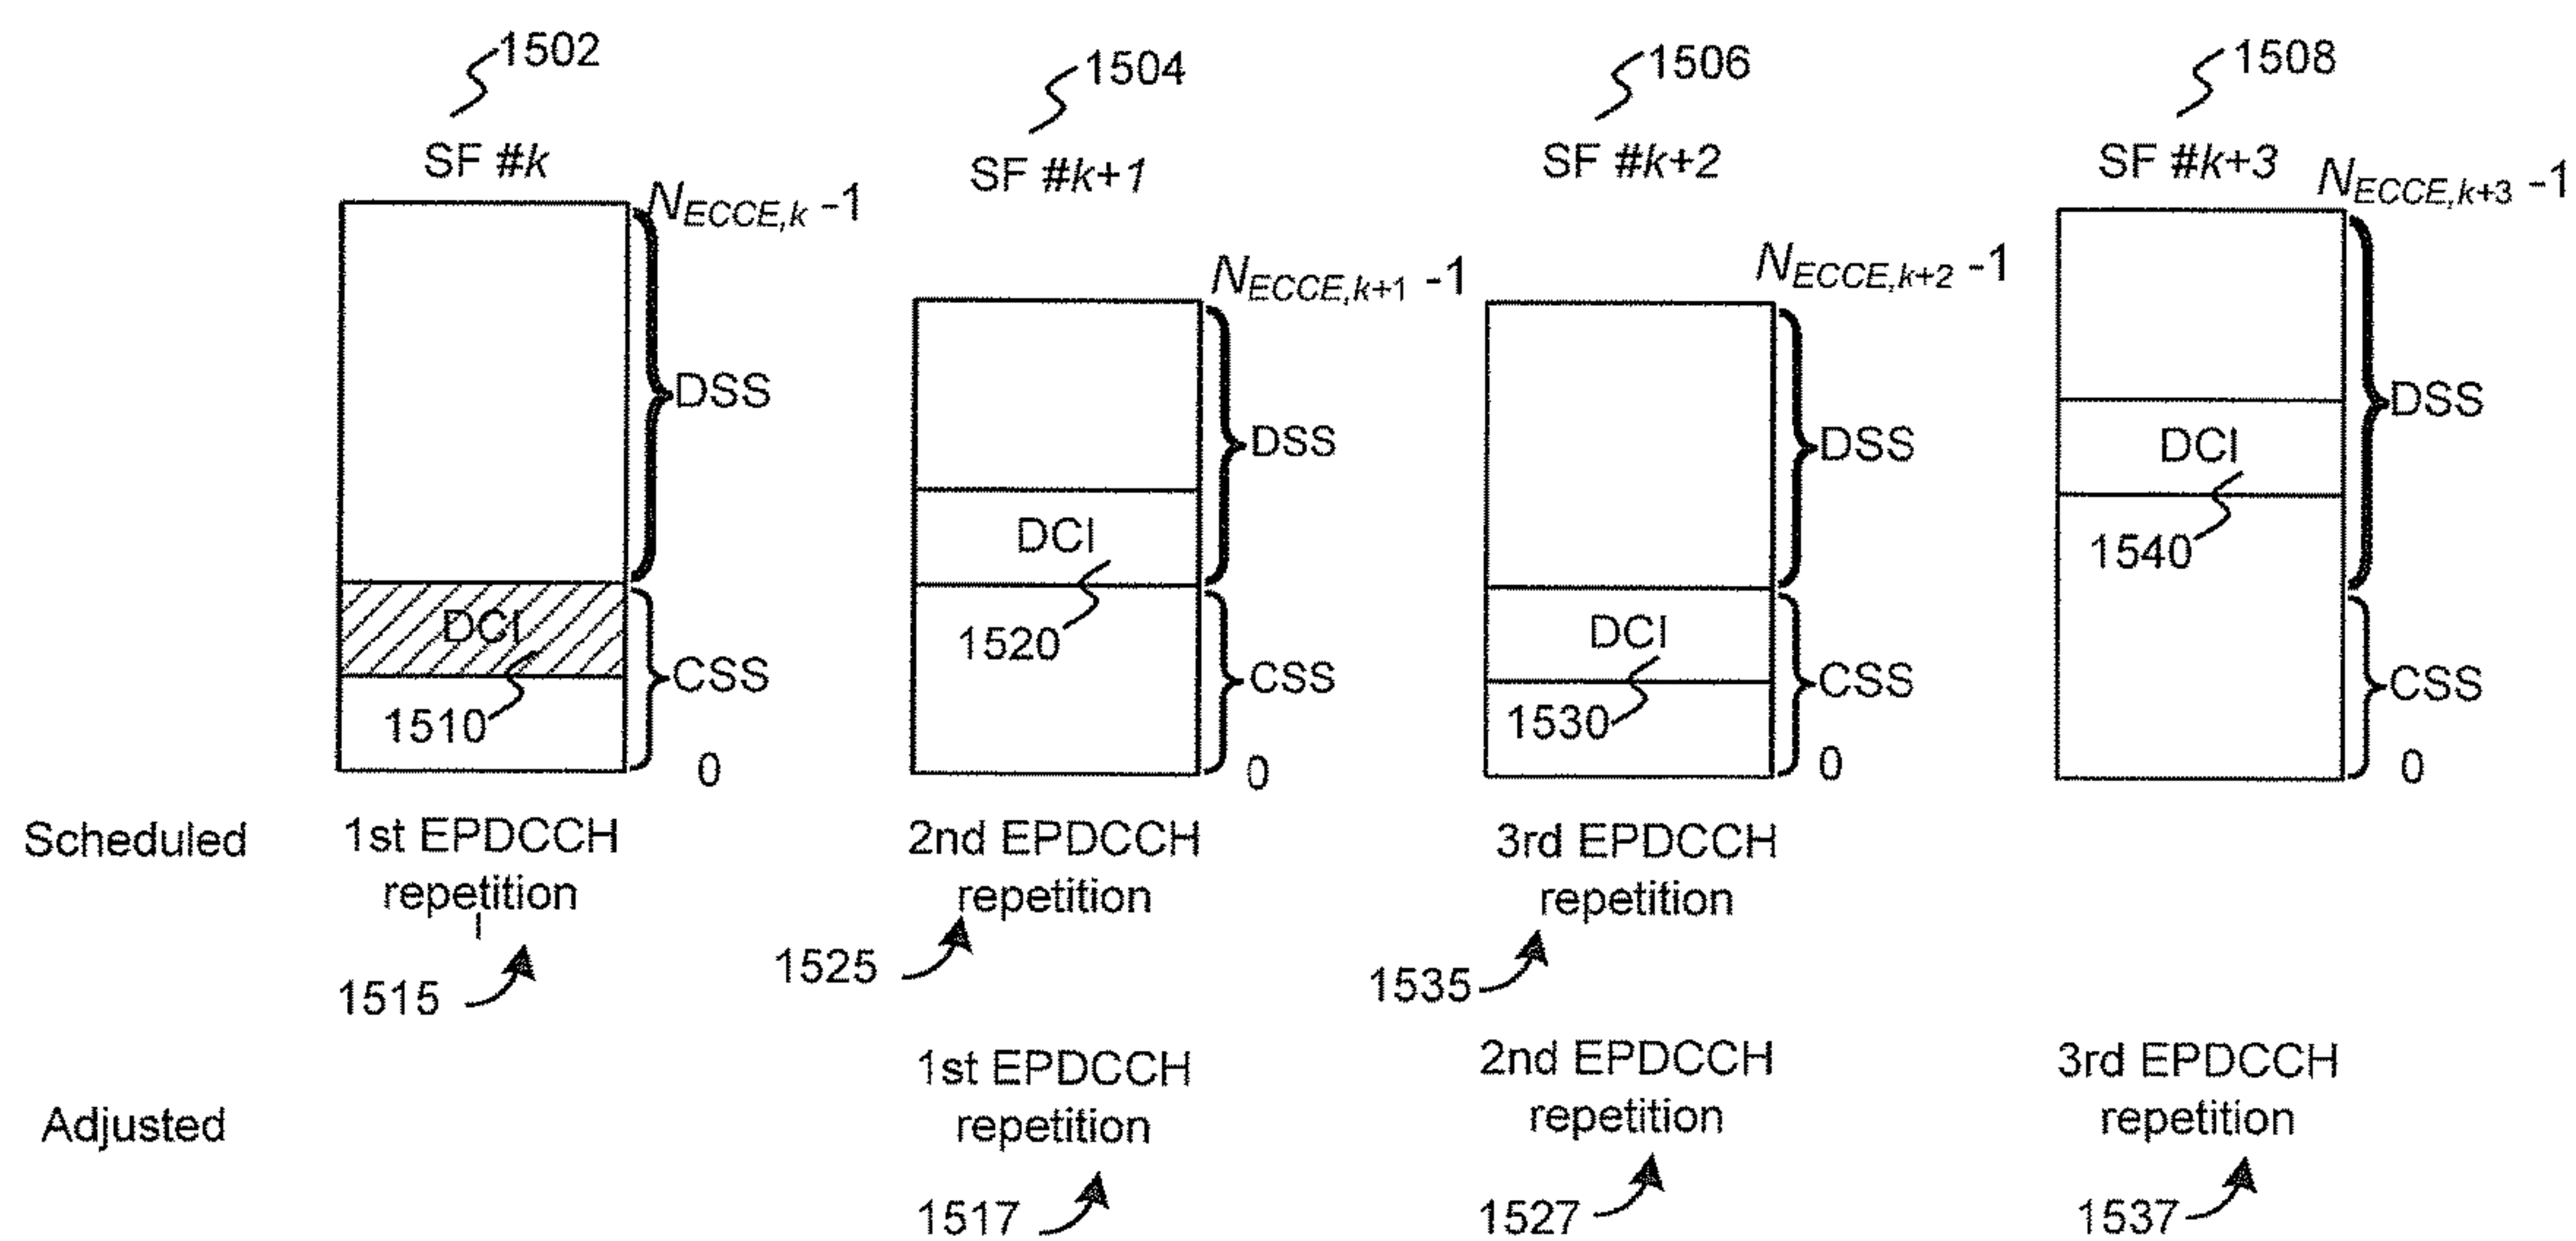 1502
1504
1506
1508
SF #k
SF #k+1
SF #k+2
SF #k+3
N_ECCE,k -1
N_ECCE,k+1 -1
N_ECCE,k+2 -1
N_ECCE,k+3 -1
DSS
DSS
DSS
DSS
DCI
DCI
DCI
DCI
1510
1520
1530
1540
CSS
CSS
CSS
CSS
0
0
0
0
Scheduled
1st EPDCCH
repetition
2nd EPDCCH
repetition
3rd EPDCCH
repetition
1515
1525
1535
Adjusted
1st EPDCCH
repetition
2nd EPDCCH
repetition
3rd EPDCCH
repetition
1517
1527
1537